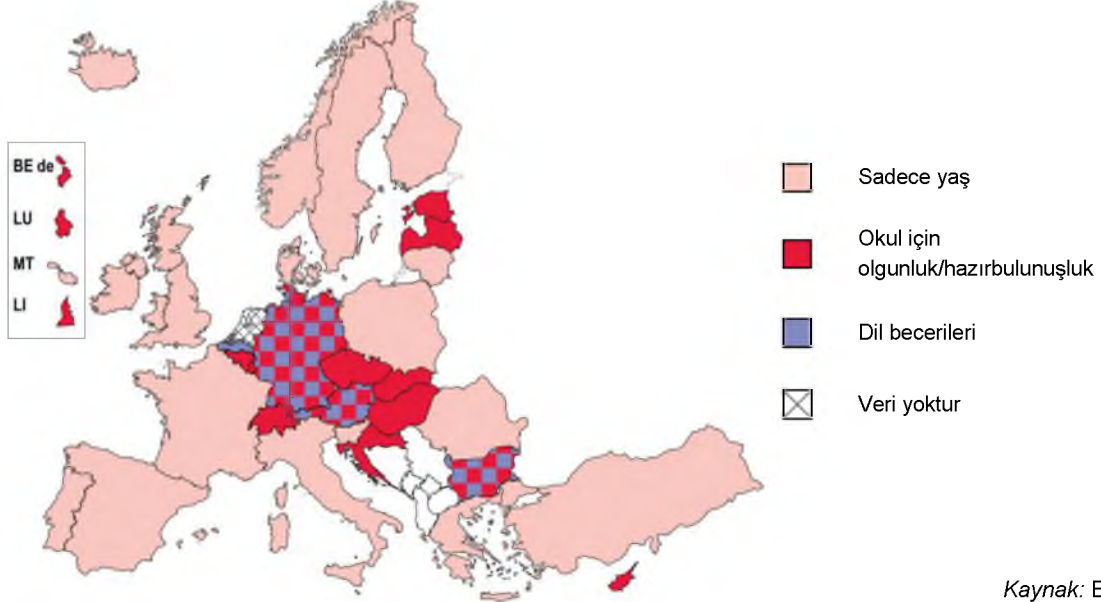 BE de
LU
MT
LI
Sadece yaş
Okul için
olgunluk/hazırbulunuşluk
Dil becerileri
Veri yoktur
Kaynak: E